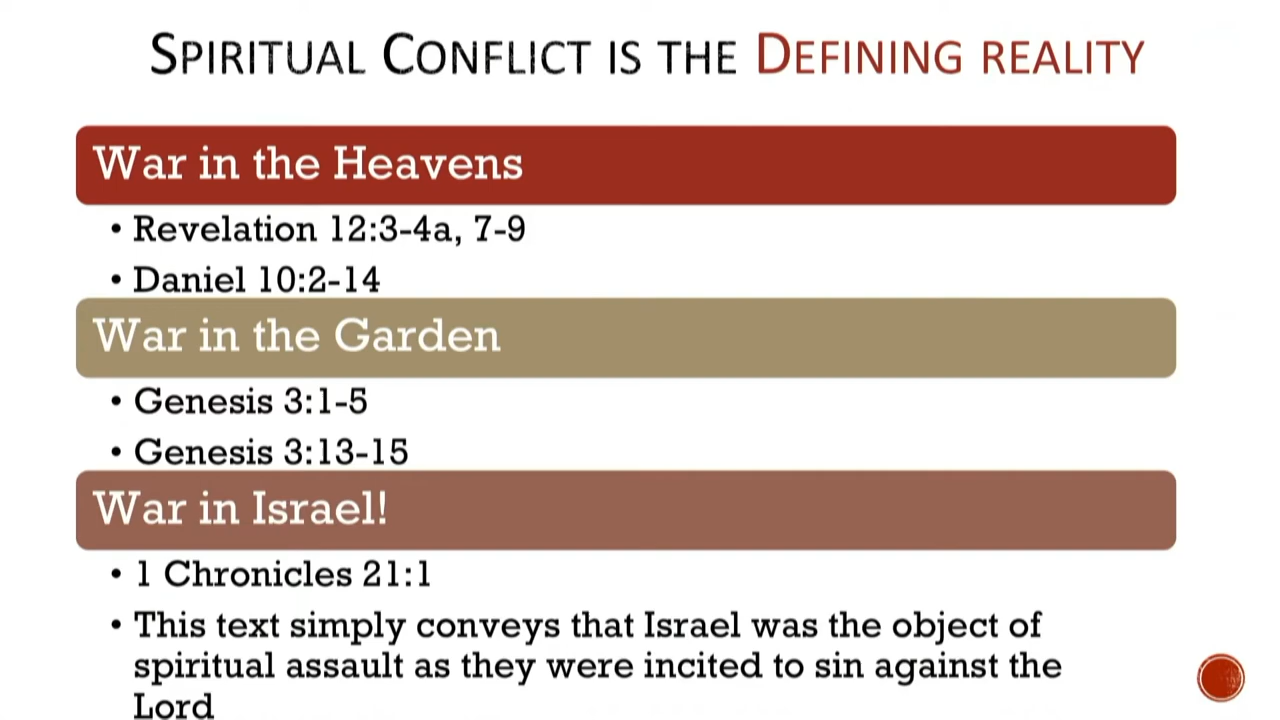 SPIRITUAL CONFLICT IS THE DEFINING REALITY
War in the Heavens
• Revelation 12:3-4a, 7-9
• Daniel 10:2-14
War in the Garden
• Genesis 3:1-5
• Genesis 3:13-15
War in Israel!
• 1 Chronicles 21:1
• This text simply conveys that Israel was the object of
spiritual assault as they were incited to sin against the
Lord